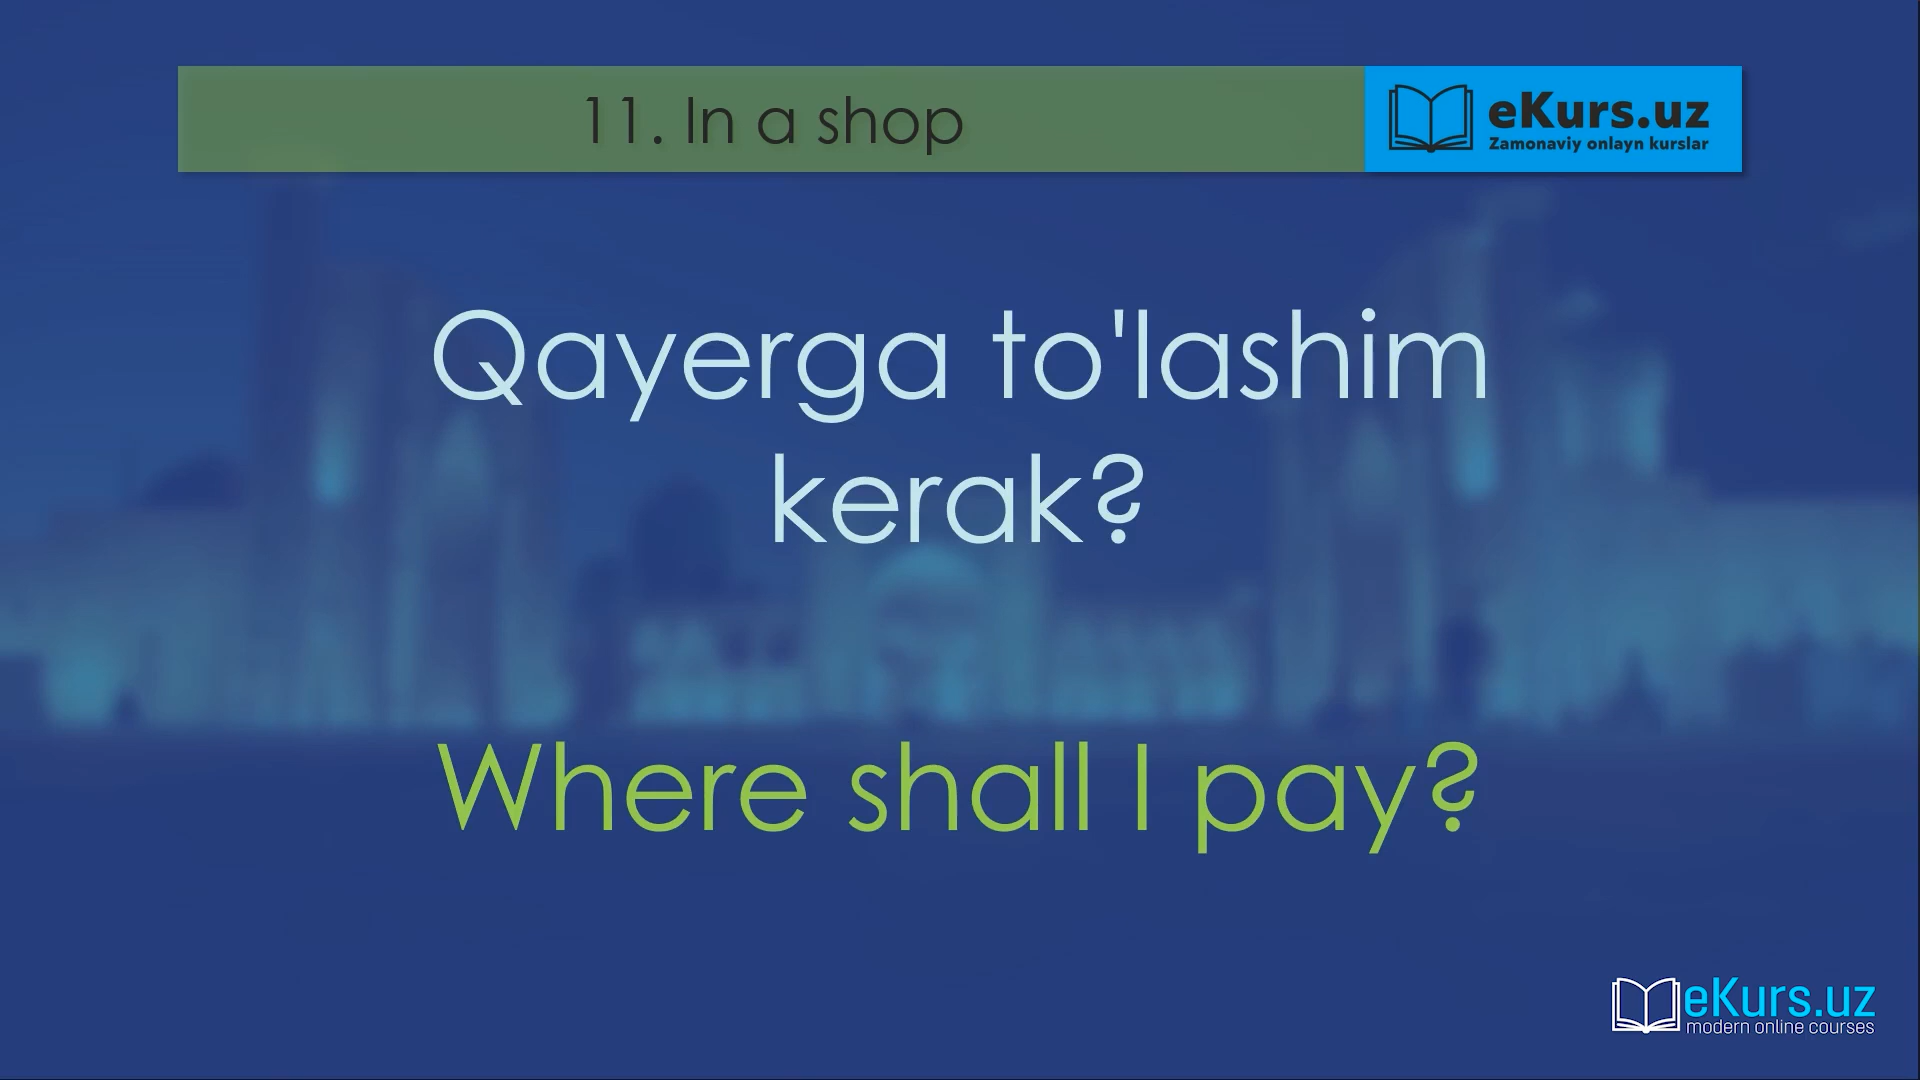 11. In a shop
eKurs.uz
Zamonaviy onlayn kurslar
Qayerga to'lashim
kerak?
Where shall I pay?
eKurs.uz
modern online courses